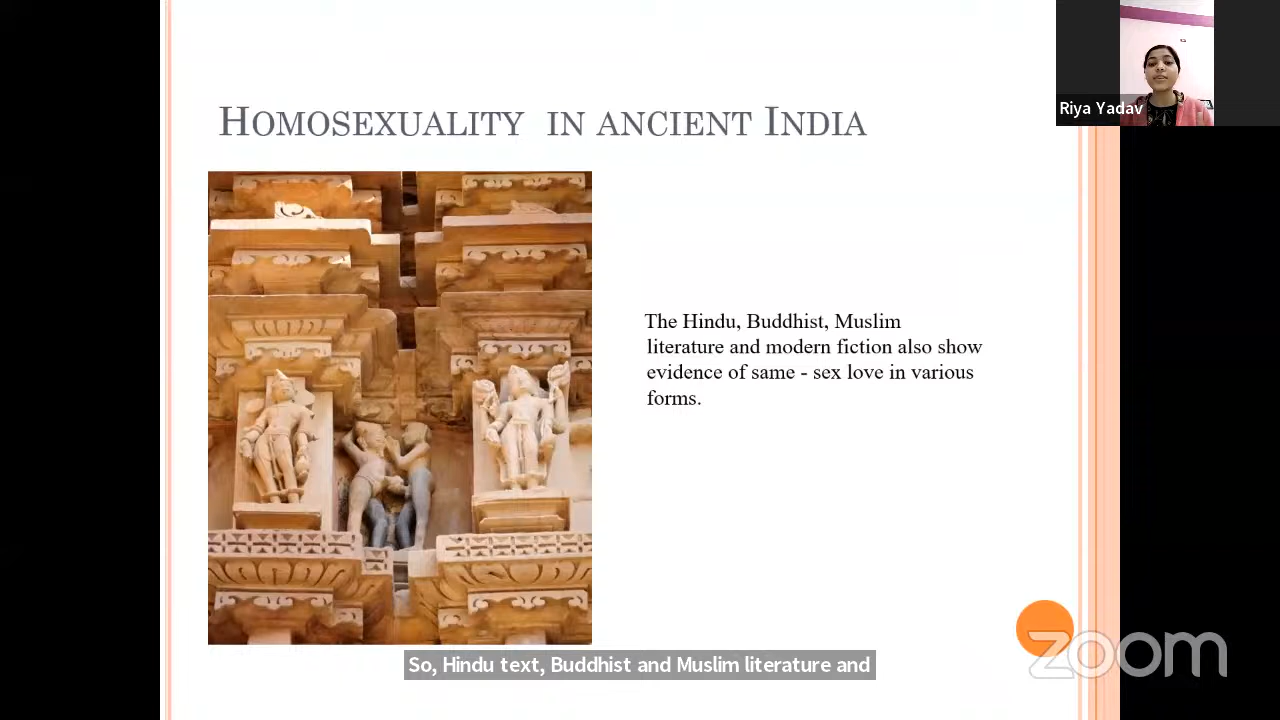 Riya Yadav
HOMOSEXUALITY IN ANCIENT INDIA
The Hindu, Buddhist, Muslim
literature and modern fiction also show
evidence of same - sex love in various
forms.
So, Hindu text, Buddhist and Muslim literature and
zoom